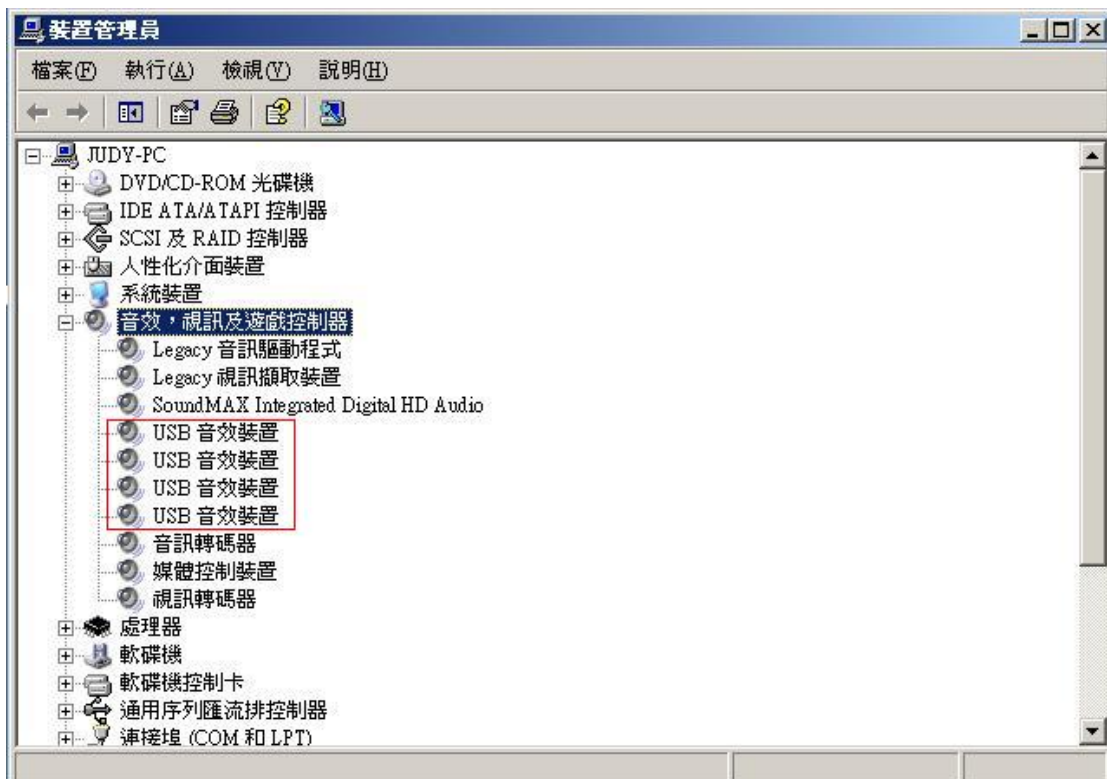 裝置管理員
檔案(F) 執行(A) 檢視(V) 說明(H)
JUDY-PC
DVD/CD-ROM 光碟機
IDE ATA/ATAPI 控制器
SCSI 及 RAID 控制器
人性化介面裝置
系統裝置
音效，視訊及遊戲控制器
Legacy 音訊驅動程式
Legacy 視訊擷取裝置
SoundMAX Integrated Digital HD Audio
USB 音效裝置
USB 音效裝置
USB 音效裝置
USB 音效裝置
音訊轉碼器
媒體控制裝置
視訊轉碼器
處理器
軟碟機
軟碟機控制卡
通用序列匯流排控制器
連接埠 (COM 和 LPT)